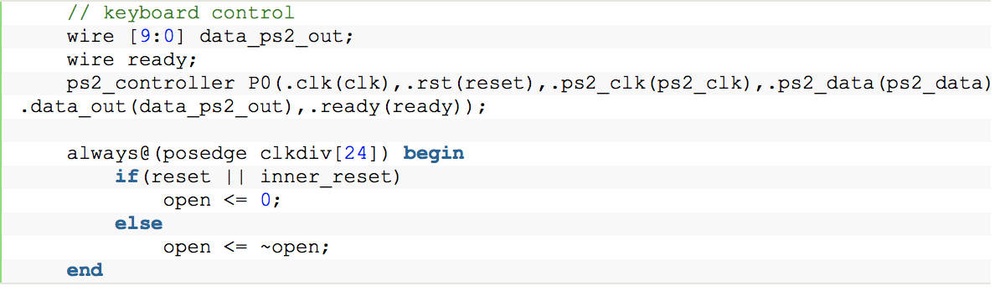 // keyboard control
wire [9:0] data_ps2_out;
wire ready;
ps2_controller P0(.clk(clk),.rst(reset),.ps2_clk(ps2_clk),.ps2_data(ps2_data)
.data_out(data_ps2_out),.ready(ready));
always@(posedge clkdiv[24]) begin
if(reset || inner_reset)
open <= 0;
else
open <= ~open;
end